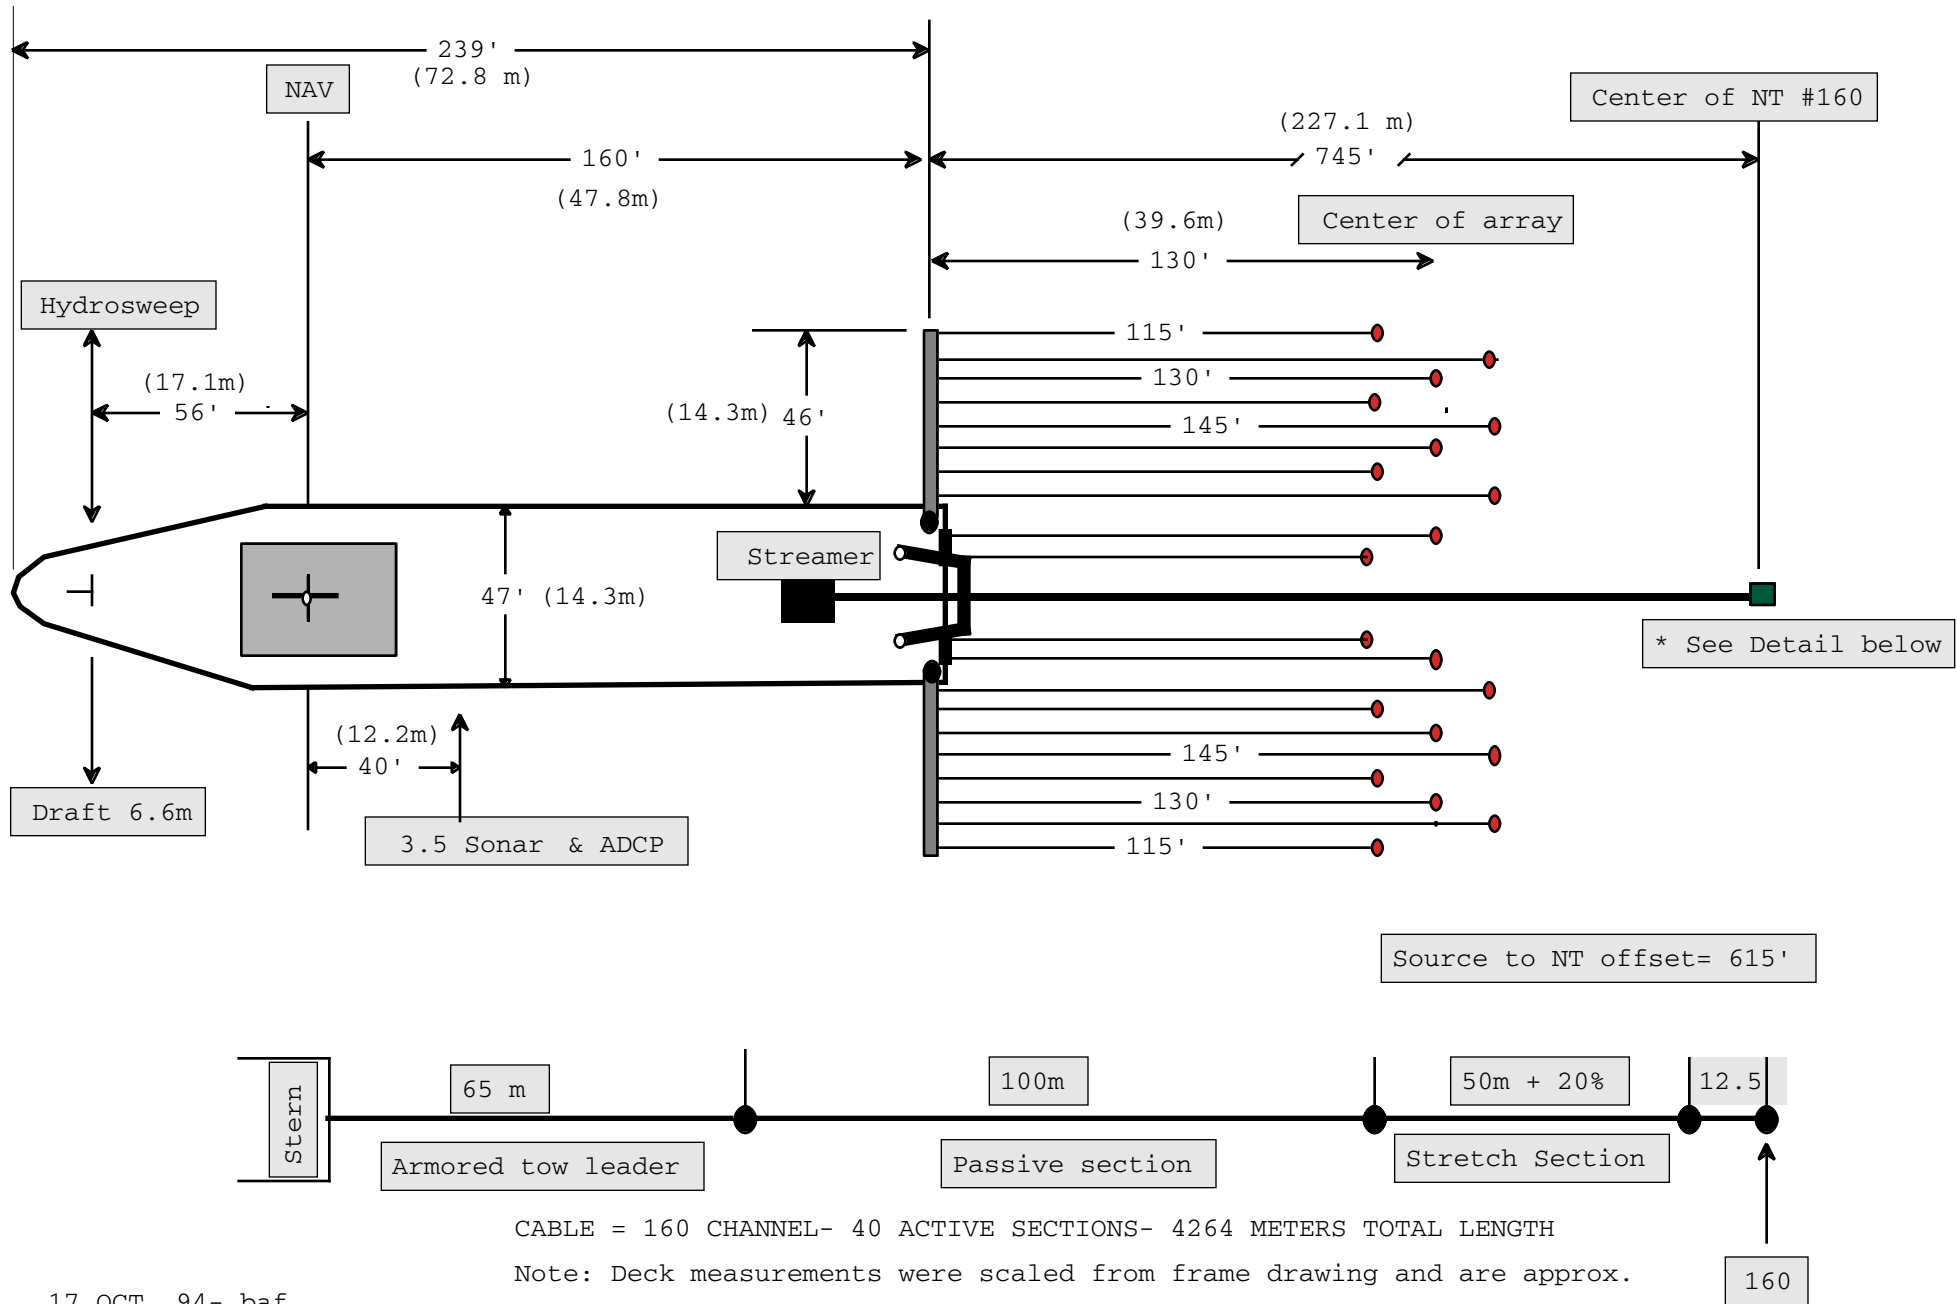 239'
(72.8 m)
NAV
Center of NT #160
(227.1 m)
160'
745'
(47.8m)
(39.6m)
Center of array
130'
Hydrosweep
115'
(17.1m)
130'
56'
(14.3m) 46'
145'
Streamer
47' (14.3m)
* See Detail below
(12.2m)
145'
40'
130'
Draft 6.6m
3.5 Sonar & ADCP
115'
Source to NT offset= 615'
Stern
65 m
100m
50m + 20%
12.5
Armored tow leader
Passive section
Stretch Section
CABLE = 160 CHANNEL- 40 ACTIVE SECTIONS- 4264 METERS TOTAL LENGTH
Note: Deck measurements were scaled from frame drawing and are approx.
160
17 OCT 94- baf